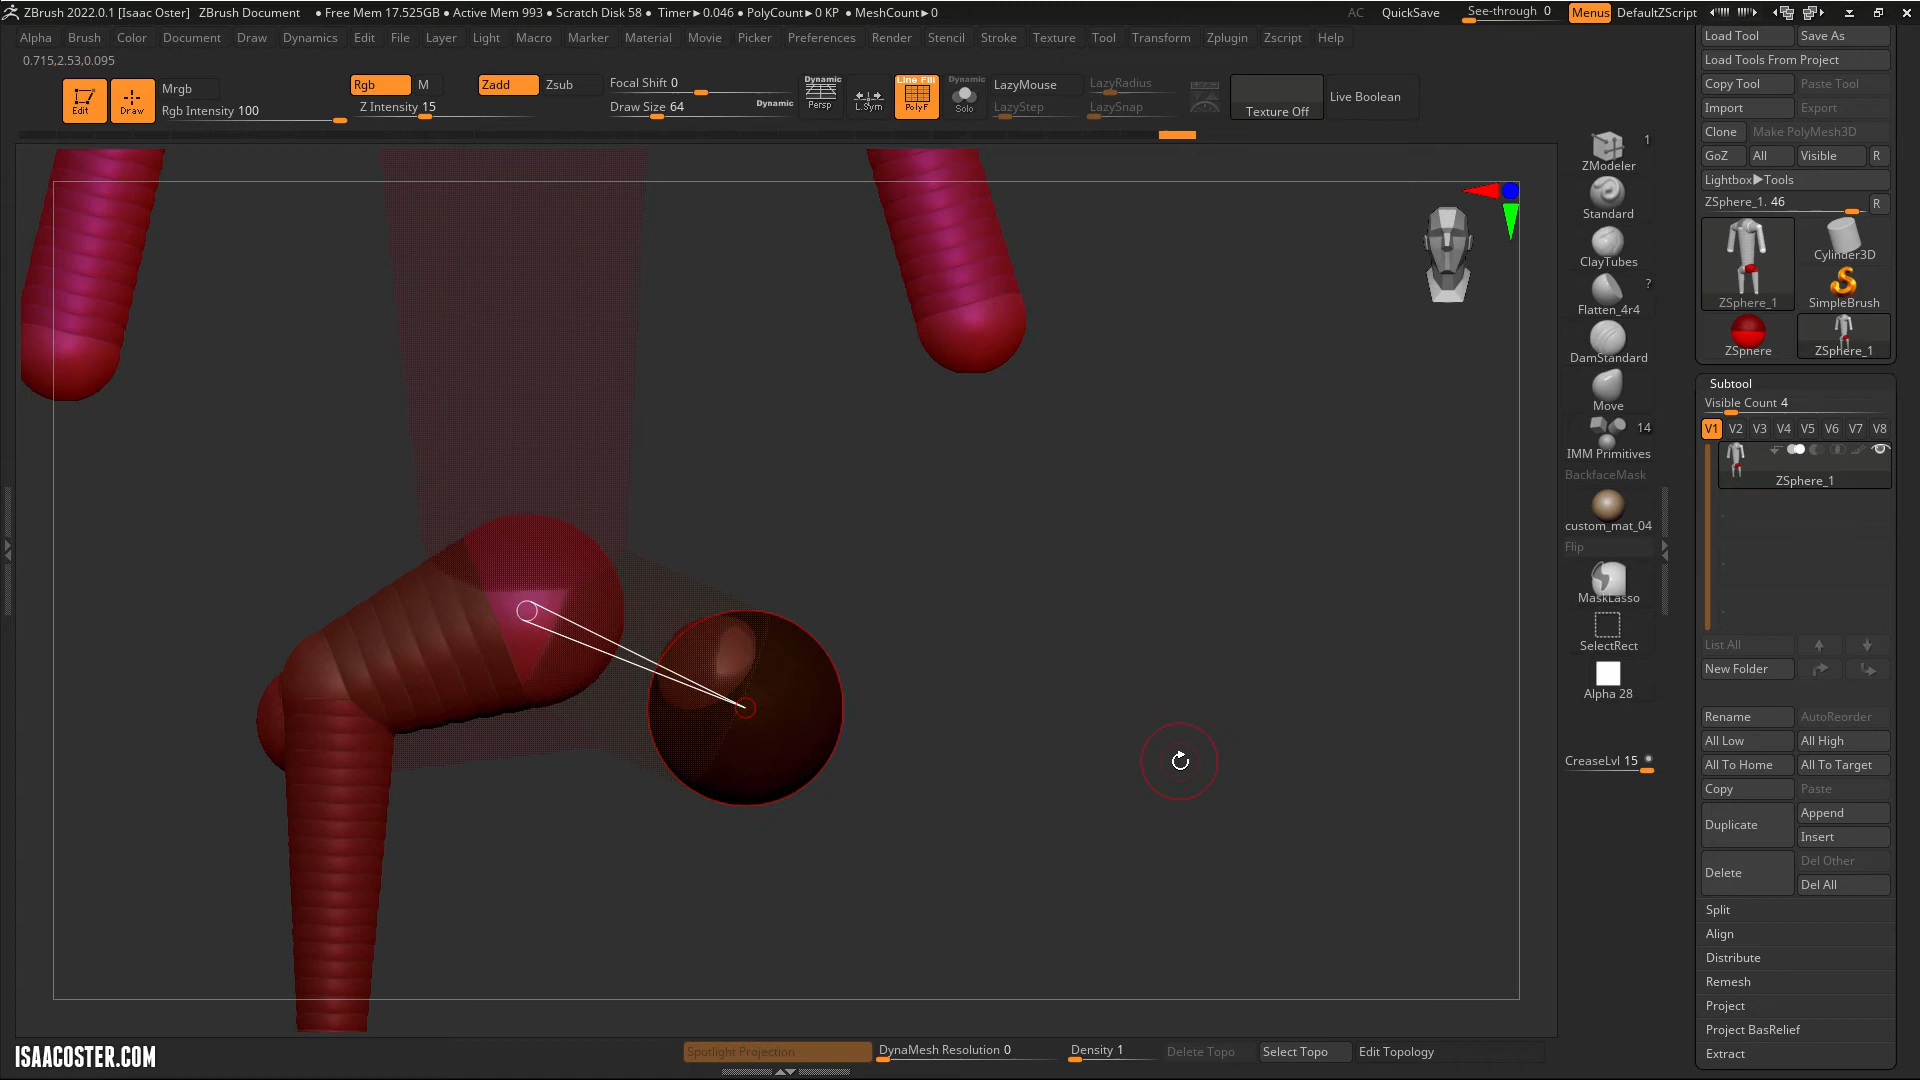 ZBrush 2022.0.1 [Isaac Oster] ZBrush Document • Free Mem 17.525GB • Active Mem 993 • Scratch Disk 58 • Timer►0.046 • PolyCount►0 KP • MeshCount►0 AC QuickSave See-through 0 Menus DefaultZScript
Alpha Brush Color Document Draw Dynamics Edit File Layer Light Macro Marker Material Movie Picker Preferences Render Stencil Stroke Texture Tool Transform Zplugin Zscript Help
0.715,2.53,0.095
Edit Draw
Mrgb
Rgb Intensity 100
Rgb M
Z Intensity 15
Zadd Zsub
Focal Shift 0
Draw Size 64 Dynamic
Dynamic
Persp
L.Sym
Line Fill
PolyF
Dynamic
Solo
LazyMouse LazyRadius
LazyStep LazySnap
Texture Off
Live Boolean
1
ZModeler
Standard
ClayTubes
?
Flatten_4r4
DamStandard
Move
14
IMM Primitives
BackfaceMask
custom_mat_04
Flip
MaskLasso
SelectRect
Alpha 28
CreaseLvl 15
Load Tool Save As
Load Tools From Project
Copy Tool Paste Tool
Import Export
Clone Make PolyMesh3D
GoZ All Visible R
Lightbox►Tools
ZSphere_1. 46 R
Cylinder3D
ZSphere_1 SimpleBrush
ZSphere ZSphere_1
Subtool
Visible Count 4
V1 V2 V3 V4 V5 V6 V7 V8
ZSphere_1
List All
New Folder
Rename AutoReorder
All Low All High
All To Home All To Target
Copy Paste
Duplicate Append
Insert
Delete Del Other
Del All
Split
Align
Distribute
Remesh
Project
Project BasRelief
Extract
Spotlight Projection DynaMesh Resolution 0 Density 1 Delete Topo Select Topo Edit Topology
ISAACOSTER.COM